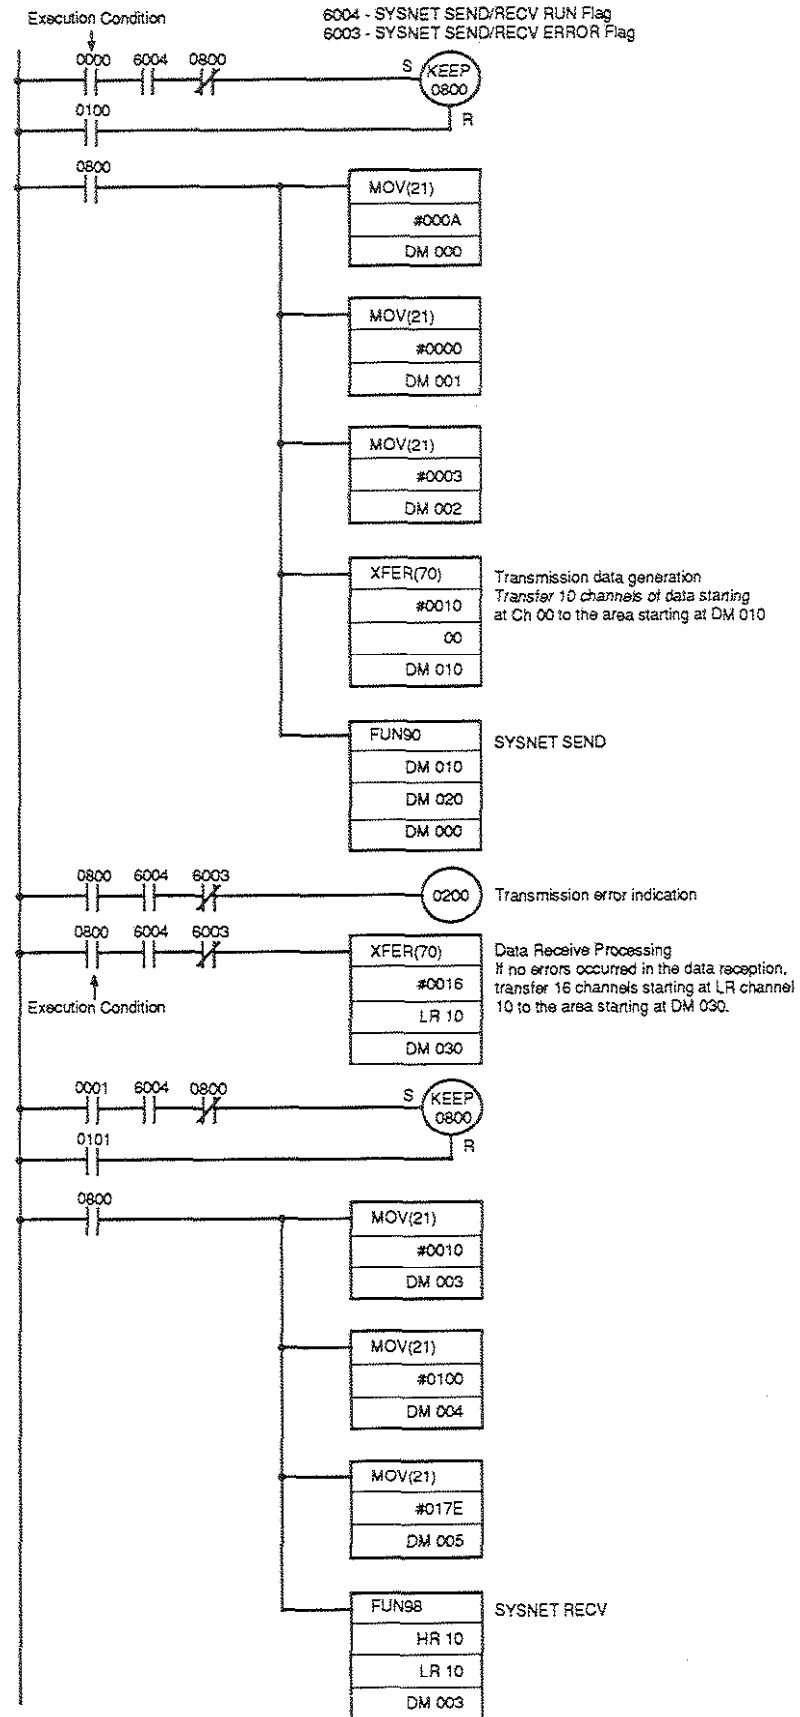 Execution Condition
6004 - SYSNET SEND/RECV RUN Flag
6003 - SYSNET SEND/RECV ERROR Flag
0000 6004 0800
S
KEEP
0800
0100
R
0800
MOV(21)
#000A
DM 000
MOV(21)
#0000
DM 001
MOV(21)
#0003
DM 002
XFER(70)
#0010
00
DM 010
Transmission data generation
Transfer 10 channels of data starting
at Ch 00 to the area starting at DM 010
FUN90
DM 010
DM 020
DM 000
SYSNET SEND
0800 6004 6003
0200
Transmission error indication
0800 6004 6003
Execution Condition
XFER(70)
#0016
LR 10
DM 030
Data Receive Processing
If no errors occurred in the data reception,
transfer 16 channels starting at LR channel
10 to the area starting at DM 030.
0001 6004 0800
S
KEEP
0800
0101
R
0800
MOV(21)
#0010
DM 003
MOV(21)
#0100
DM 004
MOV(21)
#017E
DM 005
FUN98
HR 10
LR 10
DM 003
SYSNET RECV